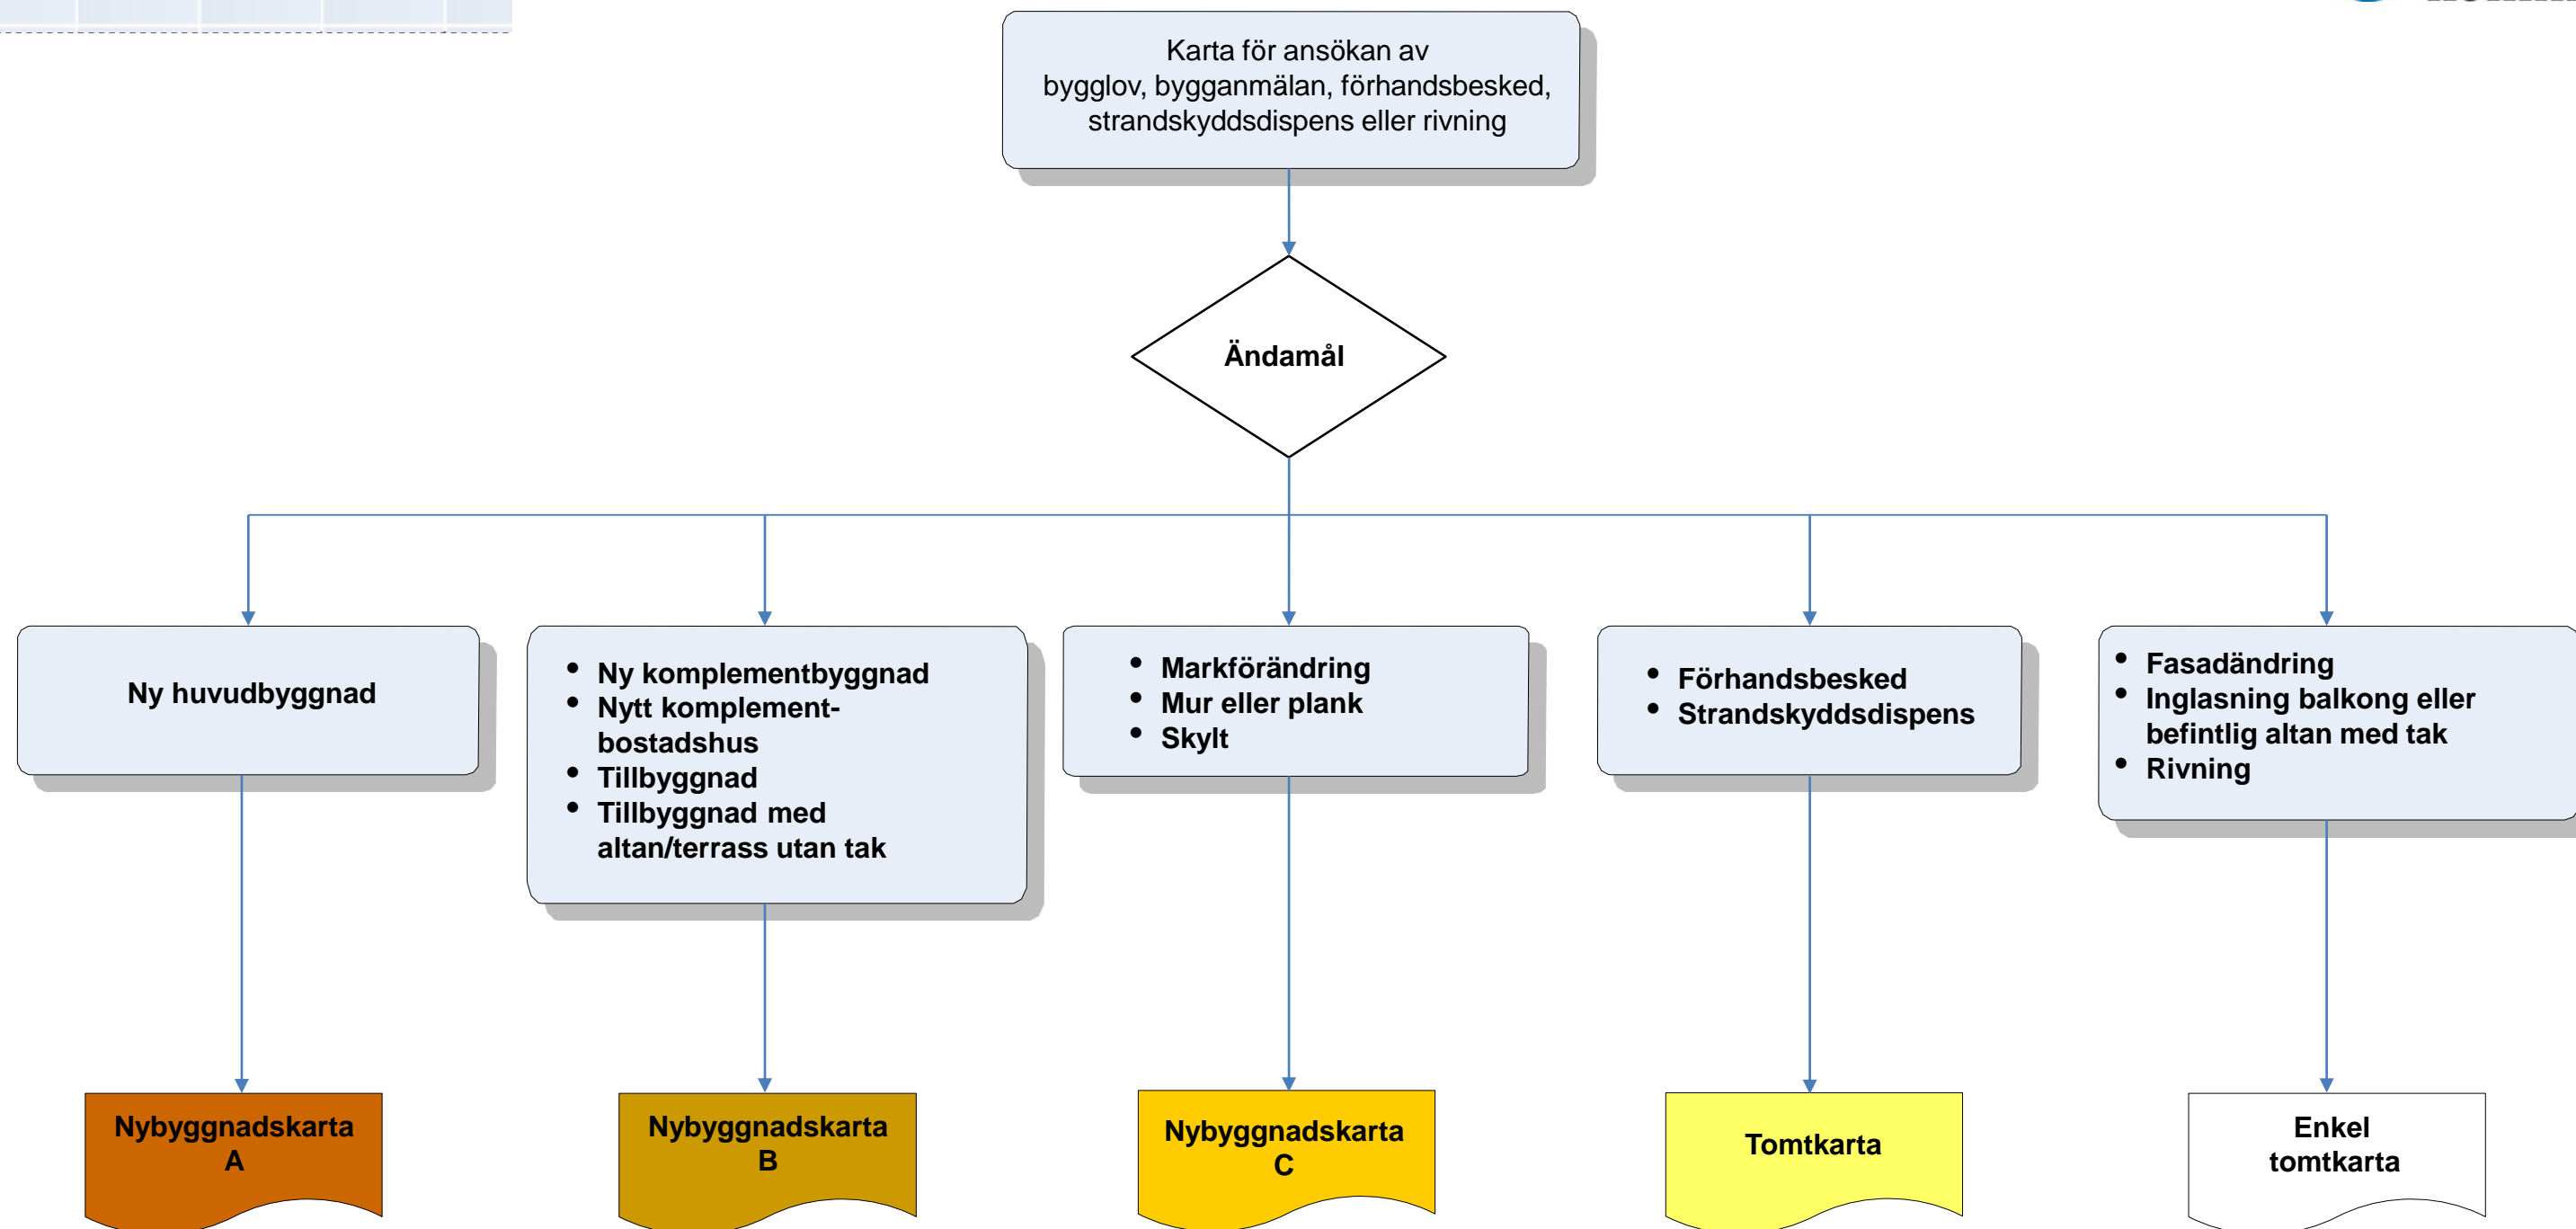 Karta för ansökan av
bygglov, bygganmälan, förhandsbesked,
strandskyddsdispens eller rivning
Ändamål
Ny huvudbyggnad
• Ny komplementbyggnad
• Nytt komplement-
bostadshus
• Tillbyggnad
• Tillbyggnad med
altan/terrass utan tak
• Markförändring
• Mur eller plank
• Skylt
• Förhandsbesked
• Strandskyddsdispens
• Fasadändring
• Inglasning balkong eller
befintlig altan med tak
• Rivning
Nybyggnadskarta
A
Nybyggnadskarta
B
Nybyggnadskarta
C
Tomtkarta
Enkel
tomtkarta